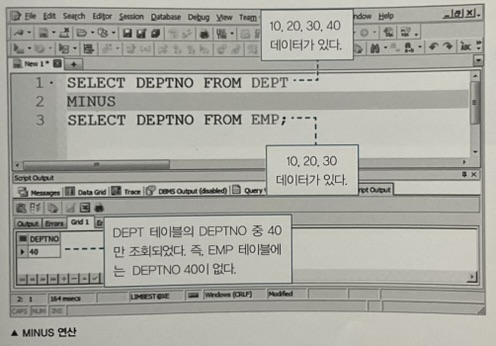 File Edit Search Editor Session Database Debug View Team
ndow Help
10, 20, 30, 40
데이터가 있다.
New 1 *
1 SELECT DEPTNO FROM DEPT
2 MINUS
3 SELECT DEPTNO FROM EMP;
10, 20, 30
데이터가 있다.
Script Output
Messages Data Grid Trace DBMS Output (disabled) Query ript Output
Output Errors Grid 1
DEPTNO
40
DEPT 테이블의 DEPTNO 중 40
만 조회되었다. 즉, EMP 테이블에
는 DEPTNO 40이 없다.
2: 1 164 msecs LIMBEST@XE Windows (CRLF) Modified
CAPS NUM INS
▲ MINUS 연산